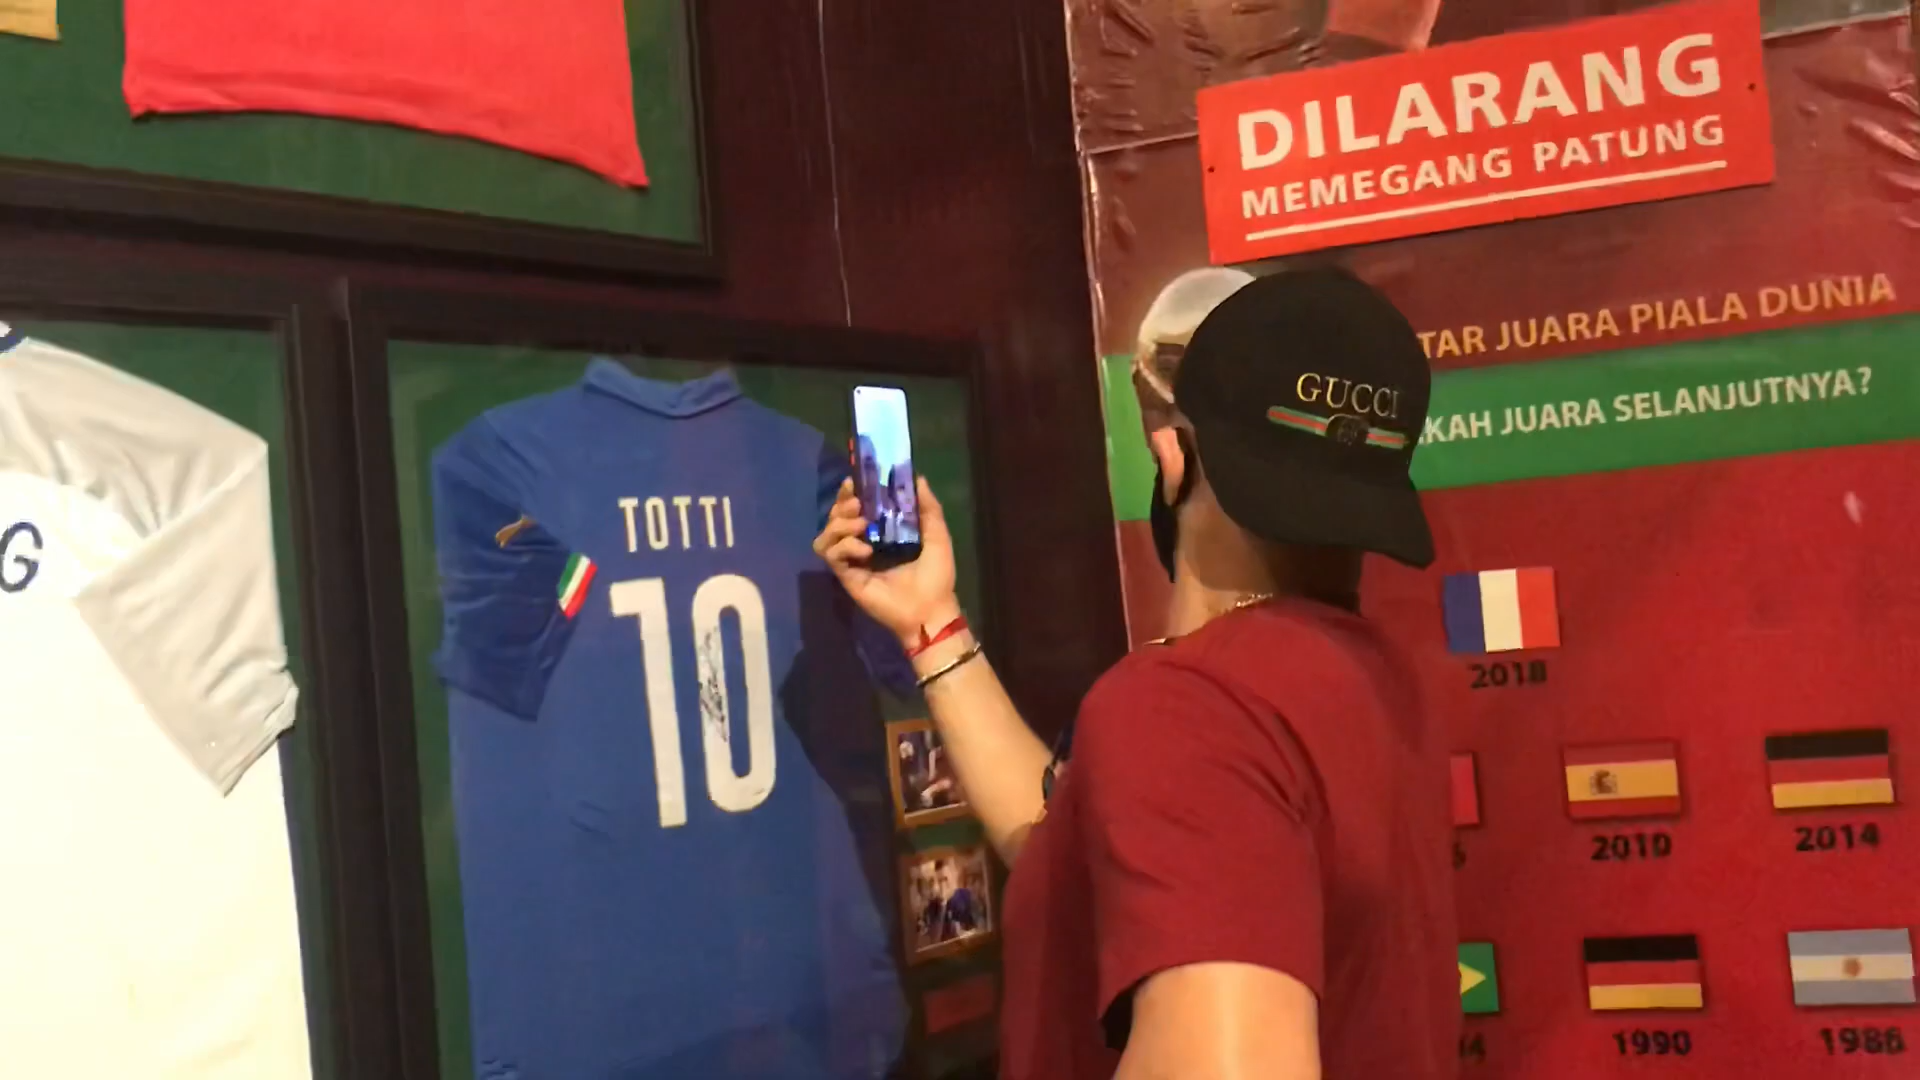 DILARANG
MEMEGANG PATUNG
TAR JUARA PIALA DUNIA
KAH JUARA SELANJUTNYA?
GUCCI
TOTTI
10
G
2018
2010
2014
1990
1986